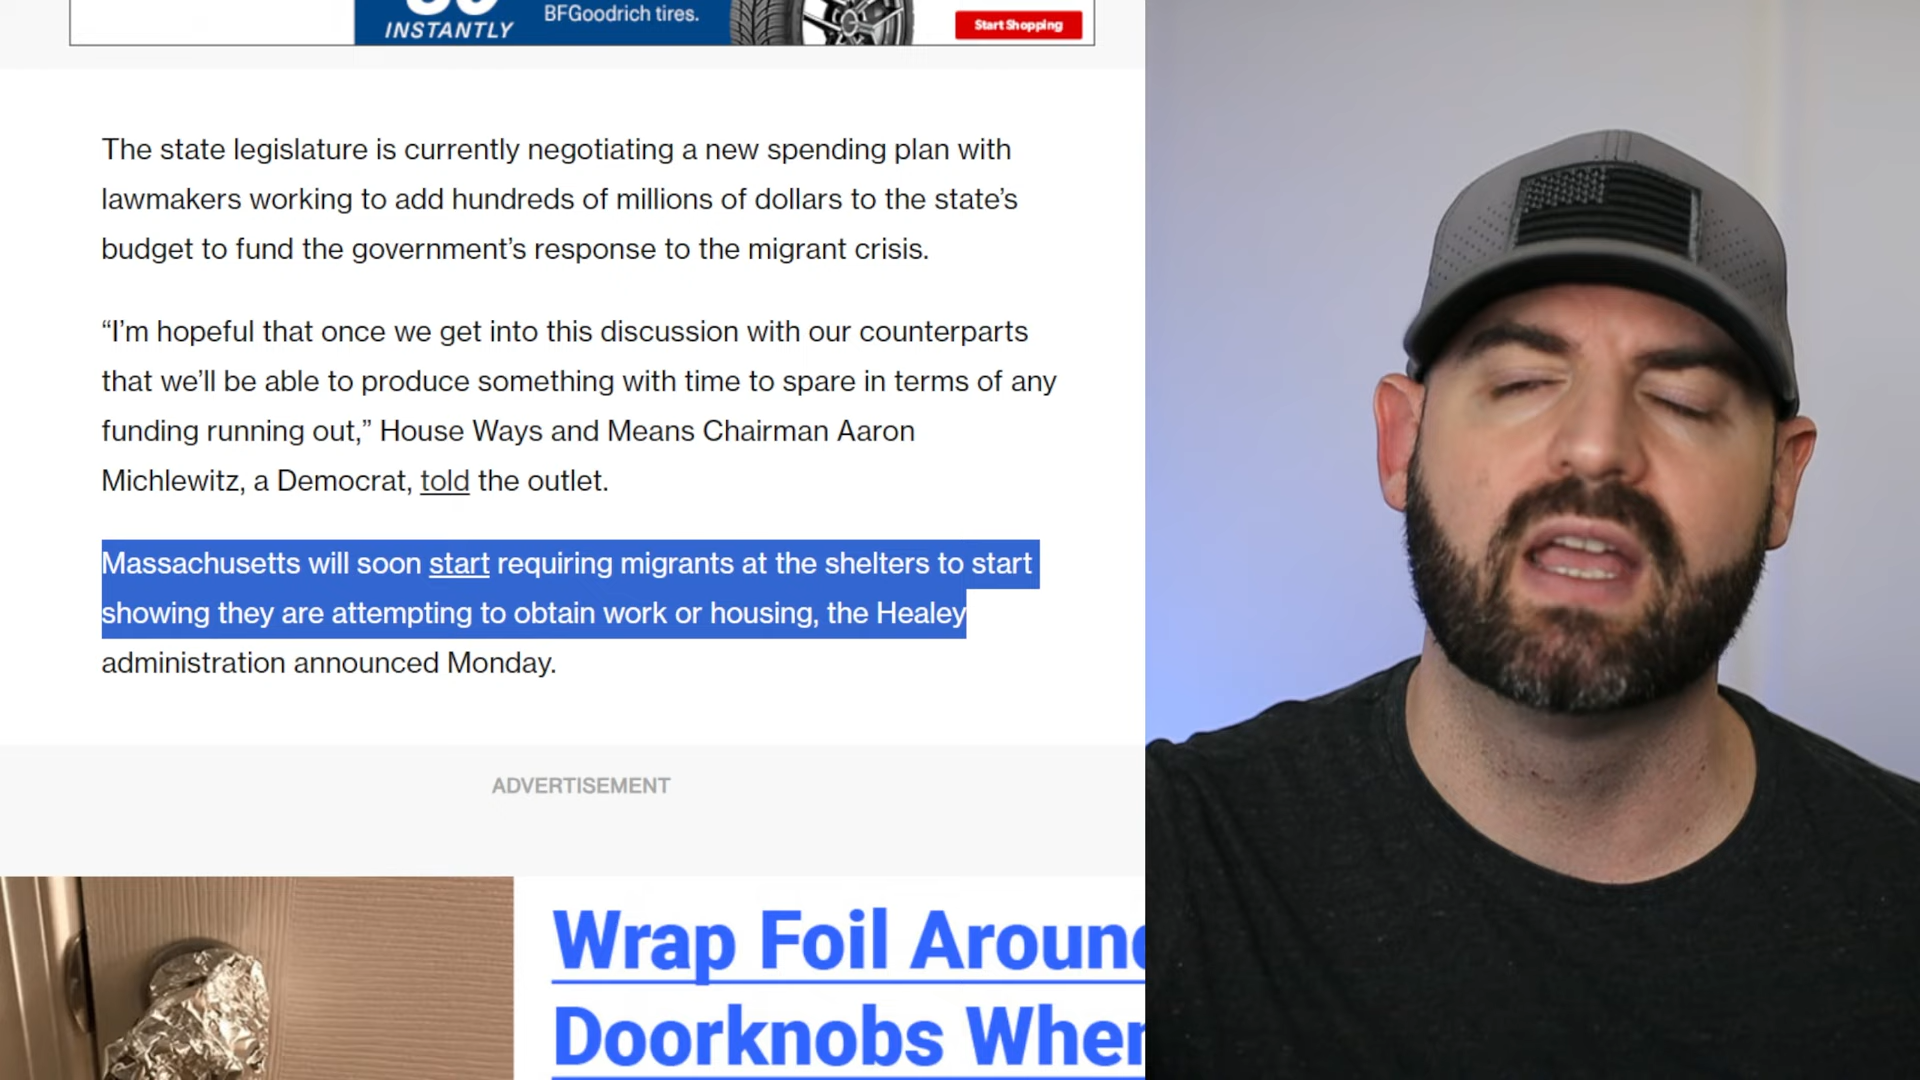 INSTANTLY
BFGoodrich tires.
Start Shopping
The state legislature is currently negotiating a new spending plan with
lawmakers working to add hundreds of millions of dollars to the state’s
budget to fund the government’s response to the migrant crisis.
“I’m hopeful that once we get into this discussion with our counterparts
that we’ll be able to produce something with time to spare in terms of any
funding running out,” House Ways and Means Chairman Aaron
Michlewitz, a Democrat, told the outlet.
Massachusetts will soon start requiring migrants at the shelters to start
showing they are attempting to obtain work or housing, the Healey
administration announced Monday.
ADVERTISEMENT
Wrap Foil Around
Doorknobs When